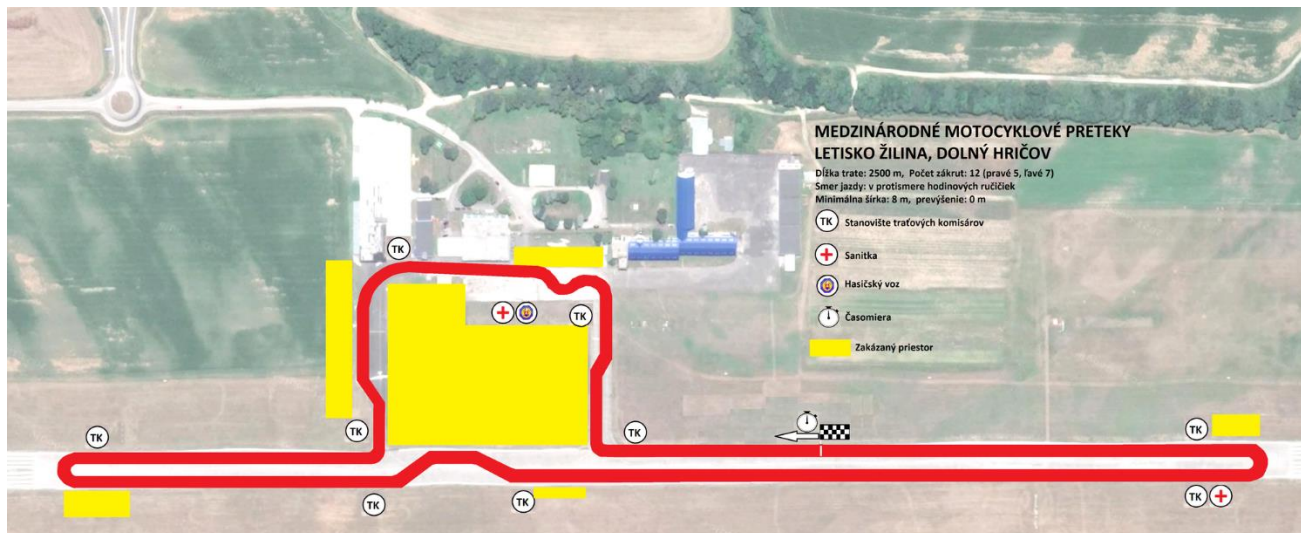 MEDZINÁRODNÉ MOTOCYKLOVÉ PRETEKY
LETISKO ŽILINA, DOLNÝ HRIČOV
Dĺžka trate: 2500 m, Počet zákrut: 12 (pravé 5, ľavé 7)
Smer jazdy: v protismere hodinových ručičiek
Minimálna šírka: 8 m, prevýšenie: 0 m
TK Stanovište traťových komisárov
Sanitka
Hasičský voz
Časomiera
Zakázaný priestor
TK
TK
TK
TK
TK
TK
TK
TK
TK